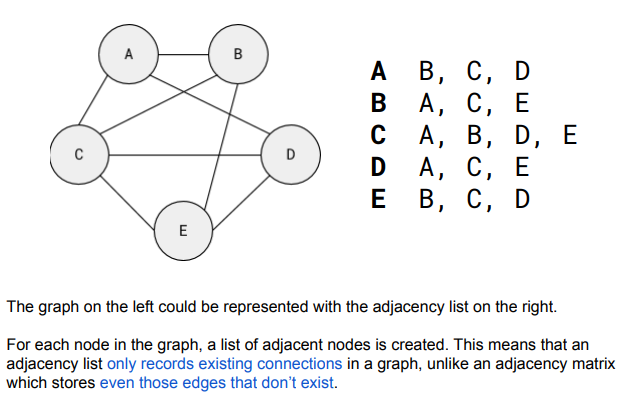 A B
C D
E
A B, C, D
B A, C, E
C A, B, D, E
D A, C, E
E B, C, D
The graph on the left could be represented with the adjacency list on the right.
For each node in the graph, a list of adjacent nodes is created. This means that an
adjacency list only records existing connections in a graph, unlike an adjacency matrix
which stores even those edges that don't exist.